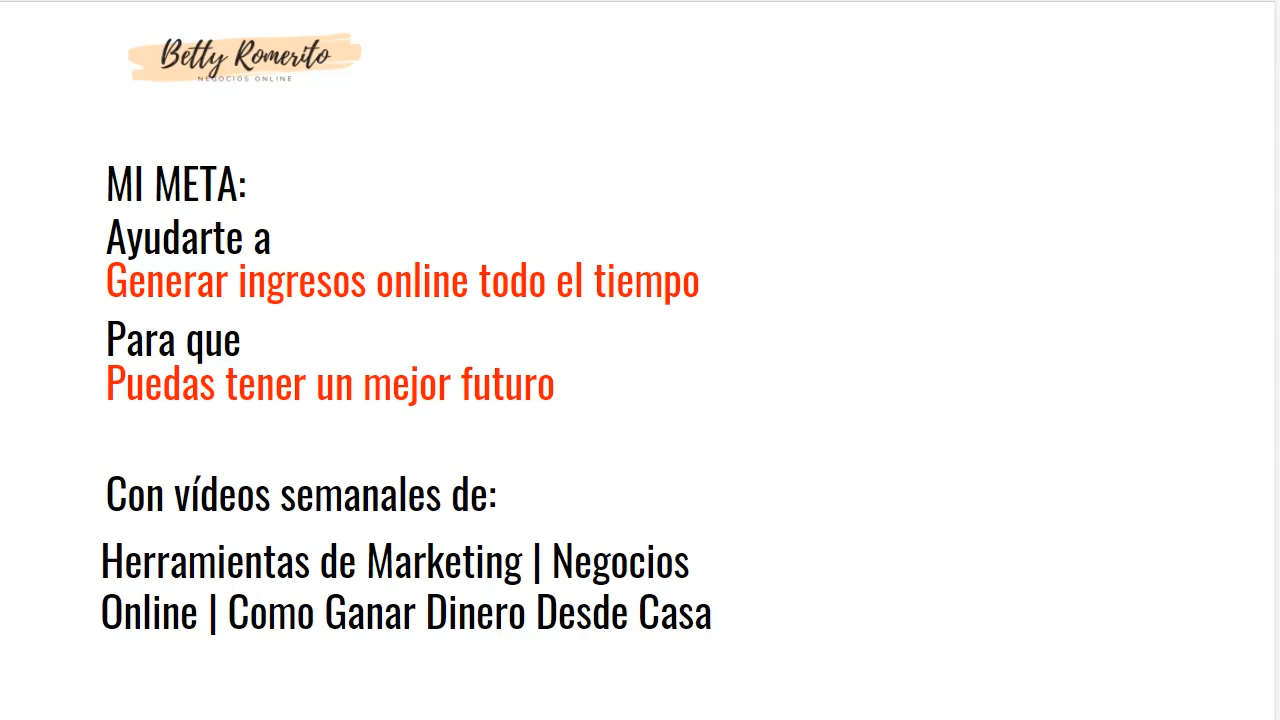 Betty Romerito
NEGOCIOS ONLINE
MI META:
Ayudarte a
Generar ingresos online todo el tiempo
Para que
Puedas tener un mejor futuro
Con vídeos semanales de:
Herramientas de Marketing | Negocios
Online | Como Ganar Dinero Desde Casa